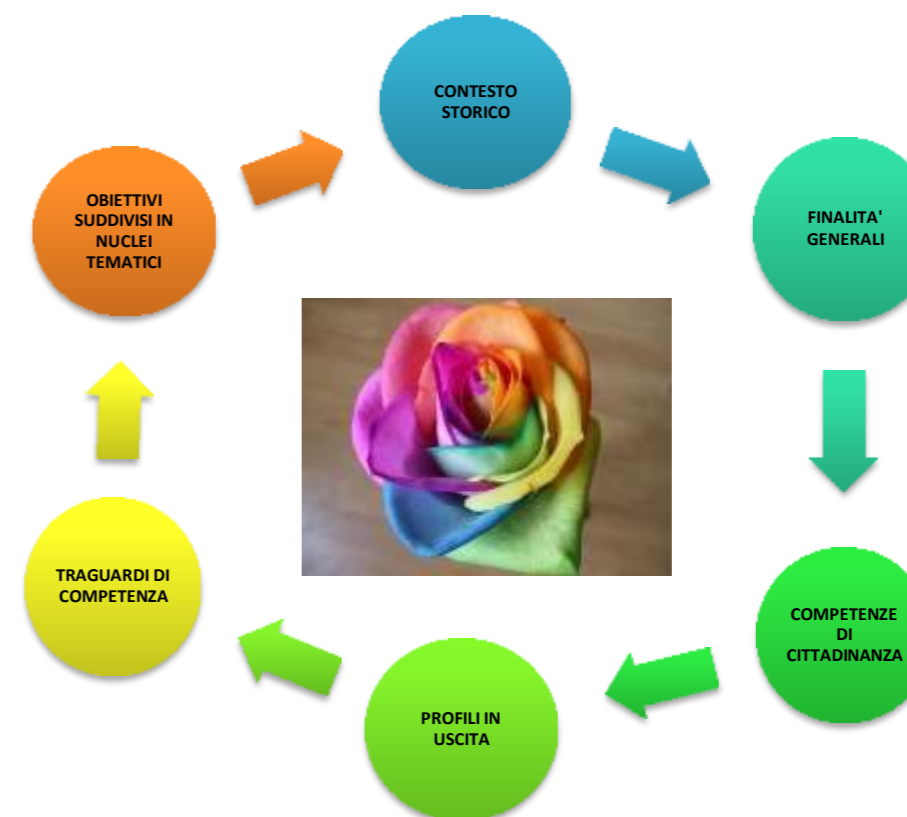 CONTESTO
STORICO
FINALITA' 
GENERALI
COMPETENZE
DI
CITTADINANZA
PROFILI IN
USCITA
TRAGUARDI DI
COMPETENZA
OBIETTIVI
SUDDIVISI IN
NUCLEI
TEMATICI